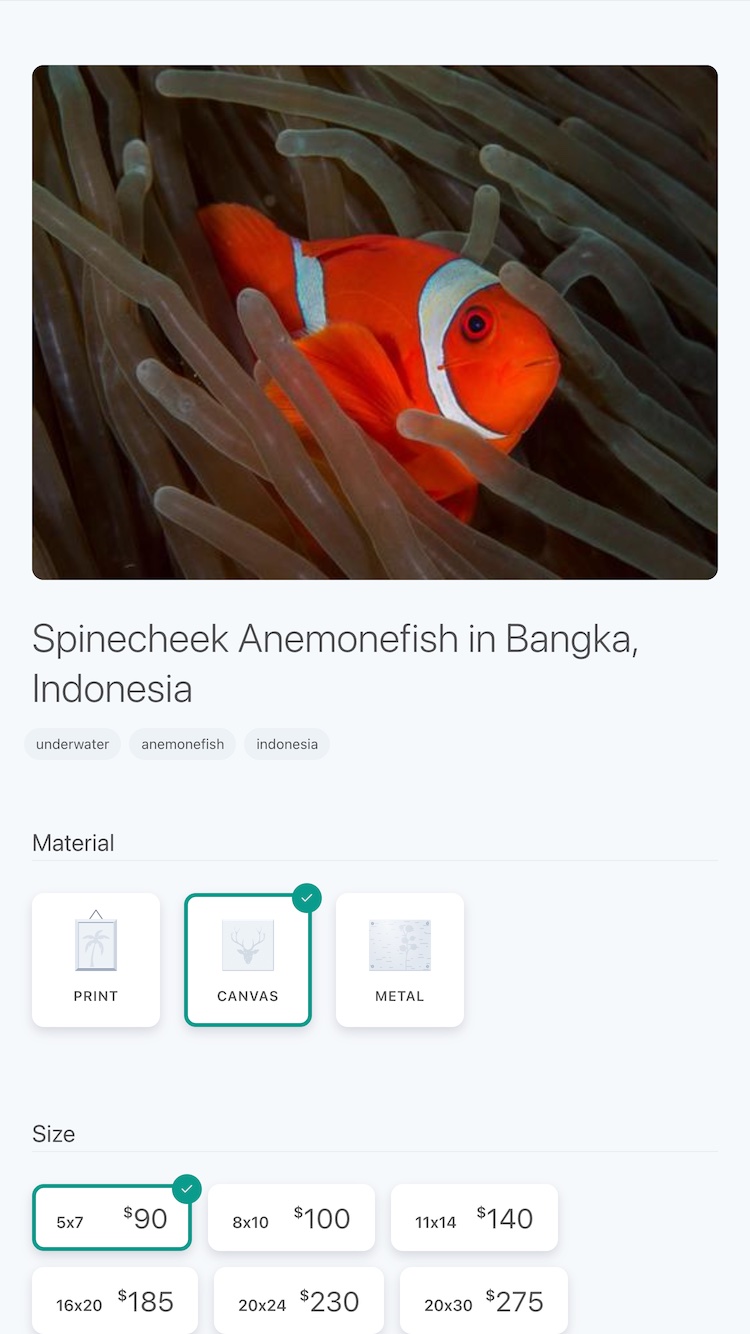 Spinecheek Anemonefish in Bangka,
Indonesia
underwater anemonefish indonesia
Material
PRINT CANVAS METAL
Size
5x7 $90 8x10 $100 11x14 $140
16x20 $185 20x24 $230 20x30 $275